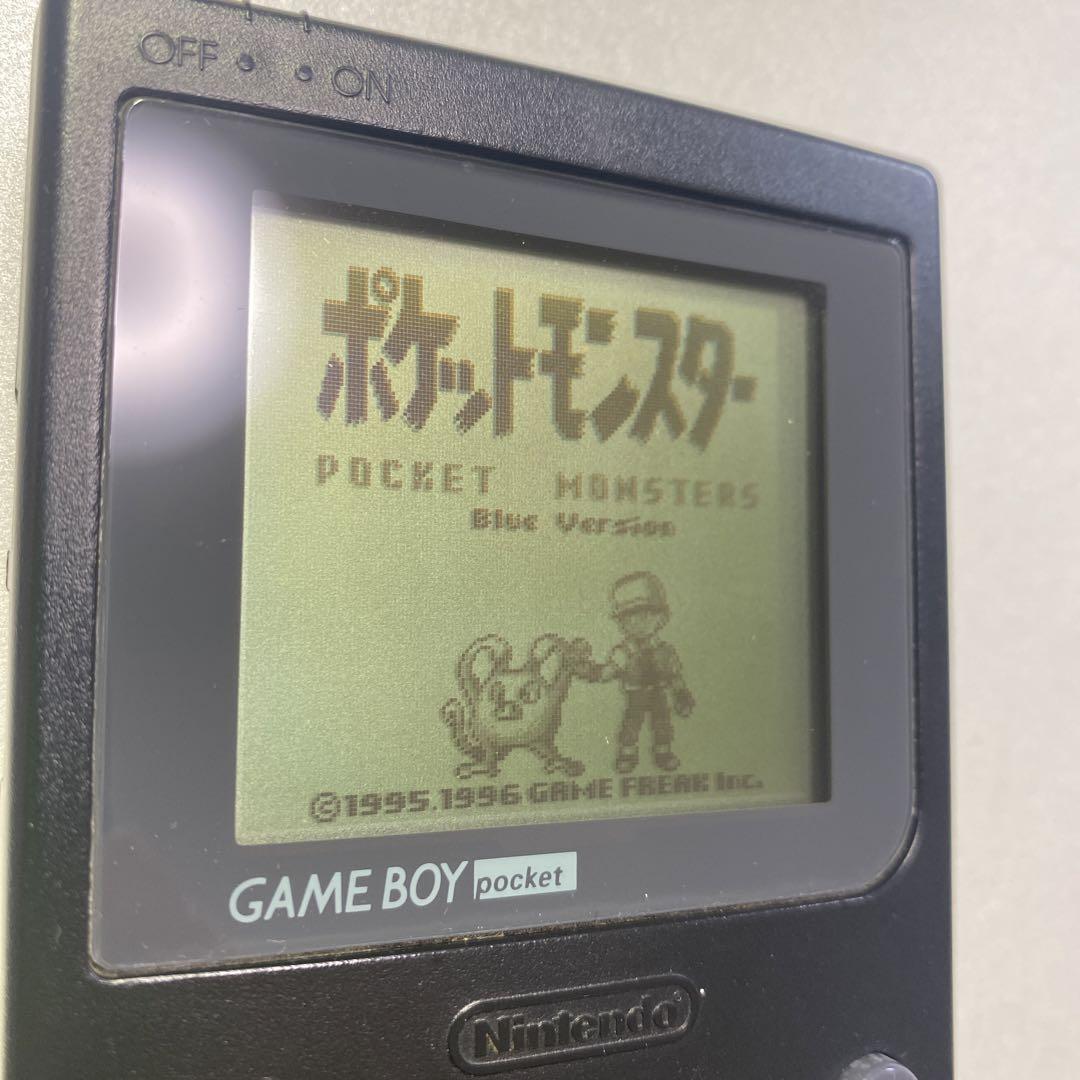 OFF ON
ポケットモンスター
POCKET MONSTERS
Blue Version
©1995.1996 GAME FREAK Inc.
GAME BOY pocket
Nintendo®